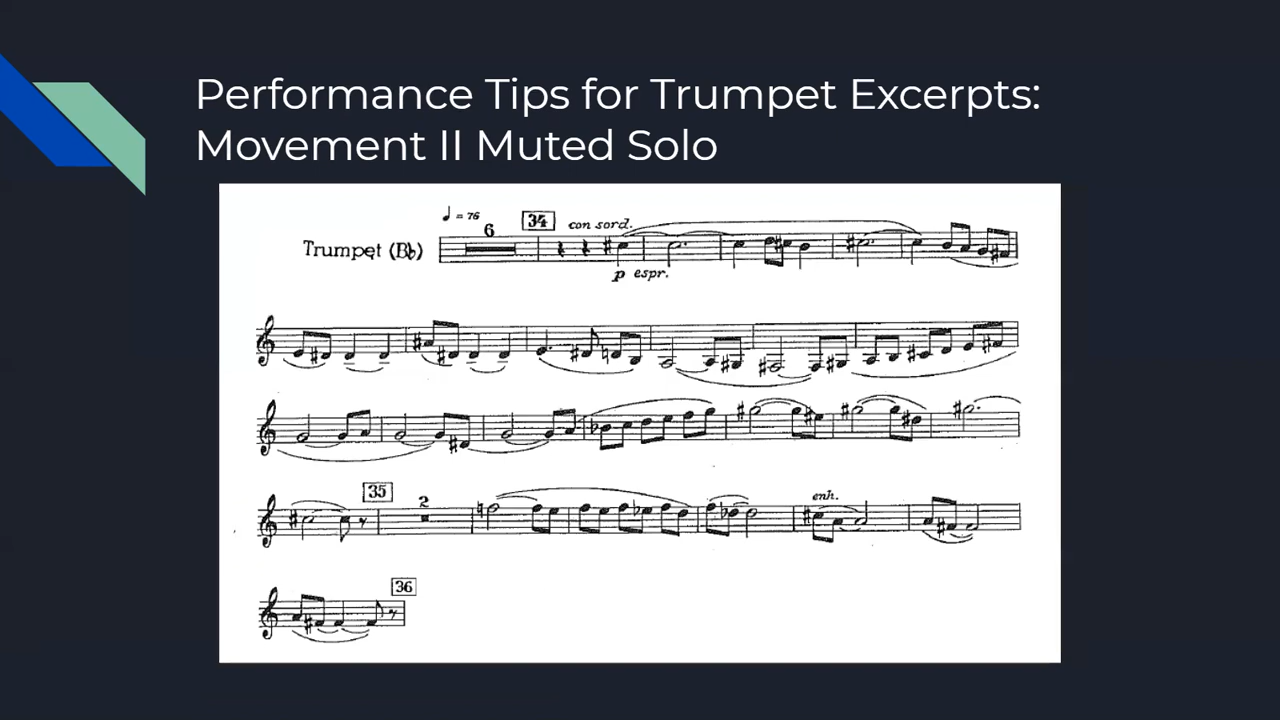 Performance Tips for Trumpet Excerpts:
Movement II Muted Solo
♩ = 76
6
34
con sord.
Trumpet (B♭)
p espr.
35
2
enh.
36